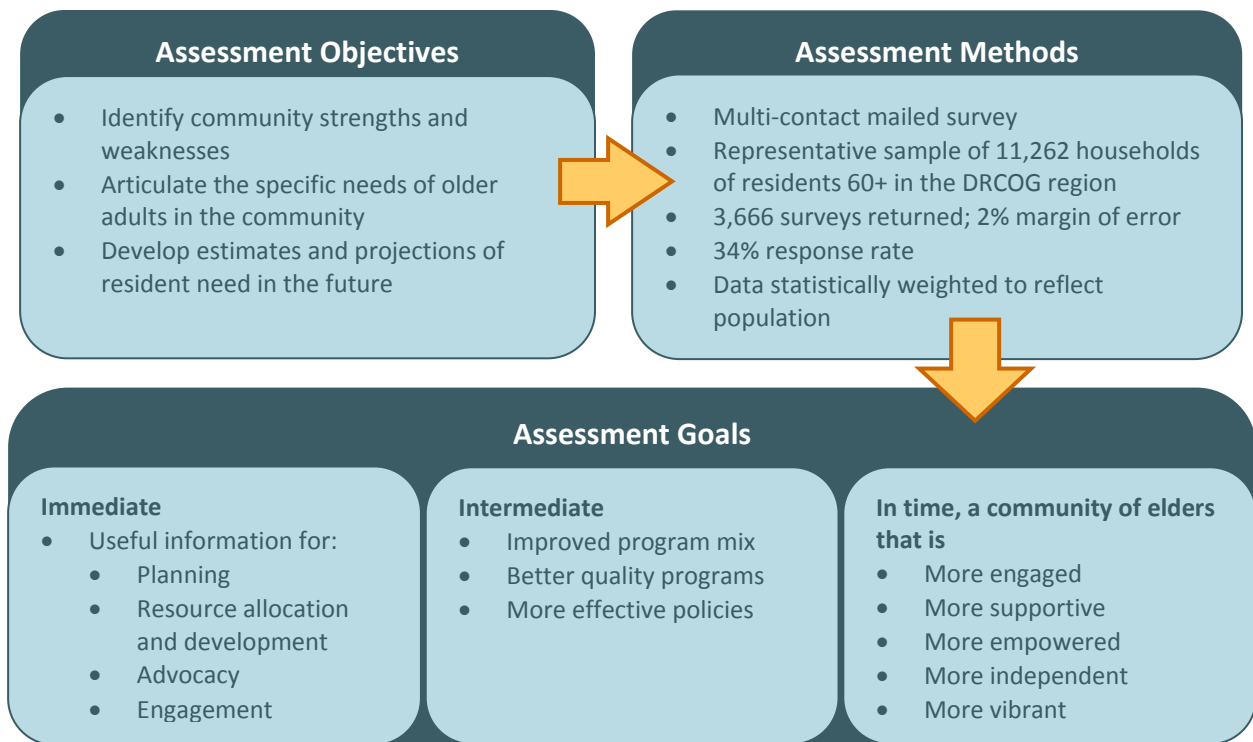 Assessment Objectives
• Identify community strengths and
weaknesses
• Articulate the specific needs of older
adults in the community
• Develop estimates and projections of
resident need in the future
Assessment Methods
• Multi-contact mailed survey
• Representative sample of 11,262 households
of residents 60+ in the DRCOG region
• 3,666 surveys returned; 2% margin of error
• 34% response rate
• Data statistically weighted to reflect
population
Assessment Goals
Immediate
• Useful information for:
• Planning
• Resource allocation
and development
• Advocacy
• Engagement
Intermediate
• Improved program mix
• Better quality programs
• More effective policies
In time, a community of elders
that is
• More engaged
• More supportive
• More empowered
• More independent
• More vibrant